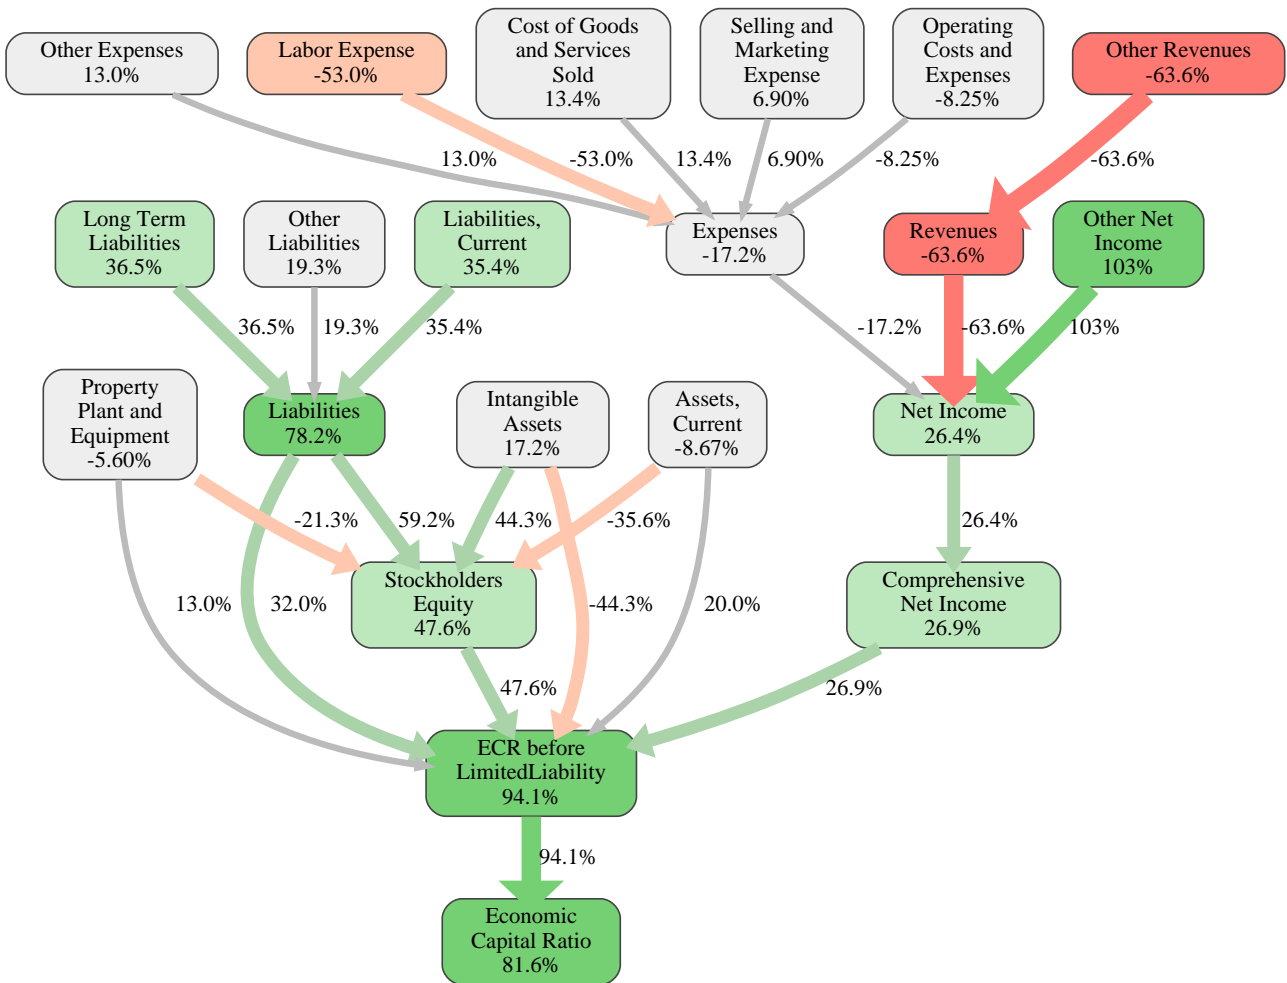 Other Expenses
13.0%
Labor Expense
-53.0%
Cost of Goods
and Services
Sold
13.4%
Selling and
Marketing
Expense
6.90%
Operating
Costs and
Expenses
-8.25%
Other Revenues
-63.6%
13.0%
-53.0%
13.4%
6.90%
-8.25%
-63.6%
Long Term
Liabilities
36.5%
Other
Liabilities
19.3%
Liabilities,
Current
35.4%
Expenses
-17.2%
Revenues
-63.6%
Other Net
Income
103%
36.5%
19.3%
35.4%
-17.2%
-63.6%
103%
Property
Plant and
Equipment
-5.60%
Liabilities
78.2%
Intangible
Assets
17.2%
Assets,
Current
-8.67%
Net Income
26.4%
-21.3%
59.2%
44.3%
-35.6%
26.4%
13.0%
32.0%
Stockholders
Equity
47.6%
-44.3%
20.0%
Comprehensive
Net Income
26.9%
47.6%
26.9%
ECR before
LimitedLiability
94.1%
94.1%
Economic
Capital Ratio
81.6%